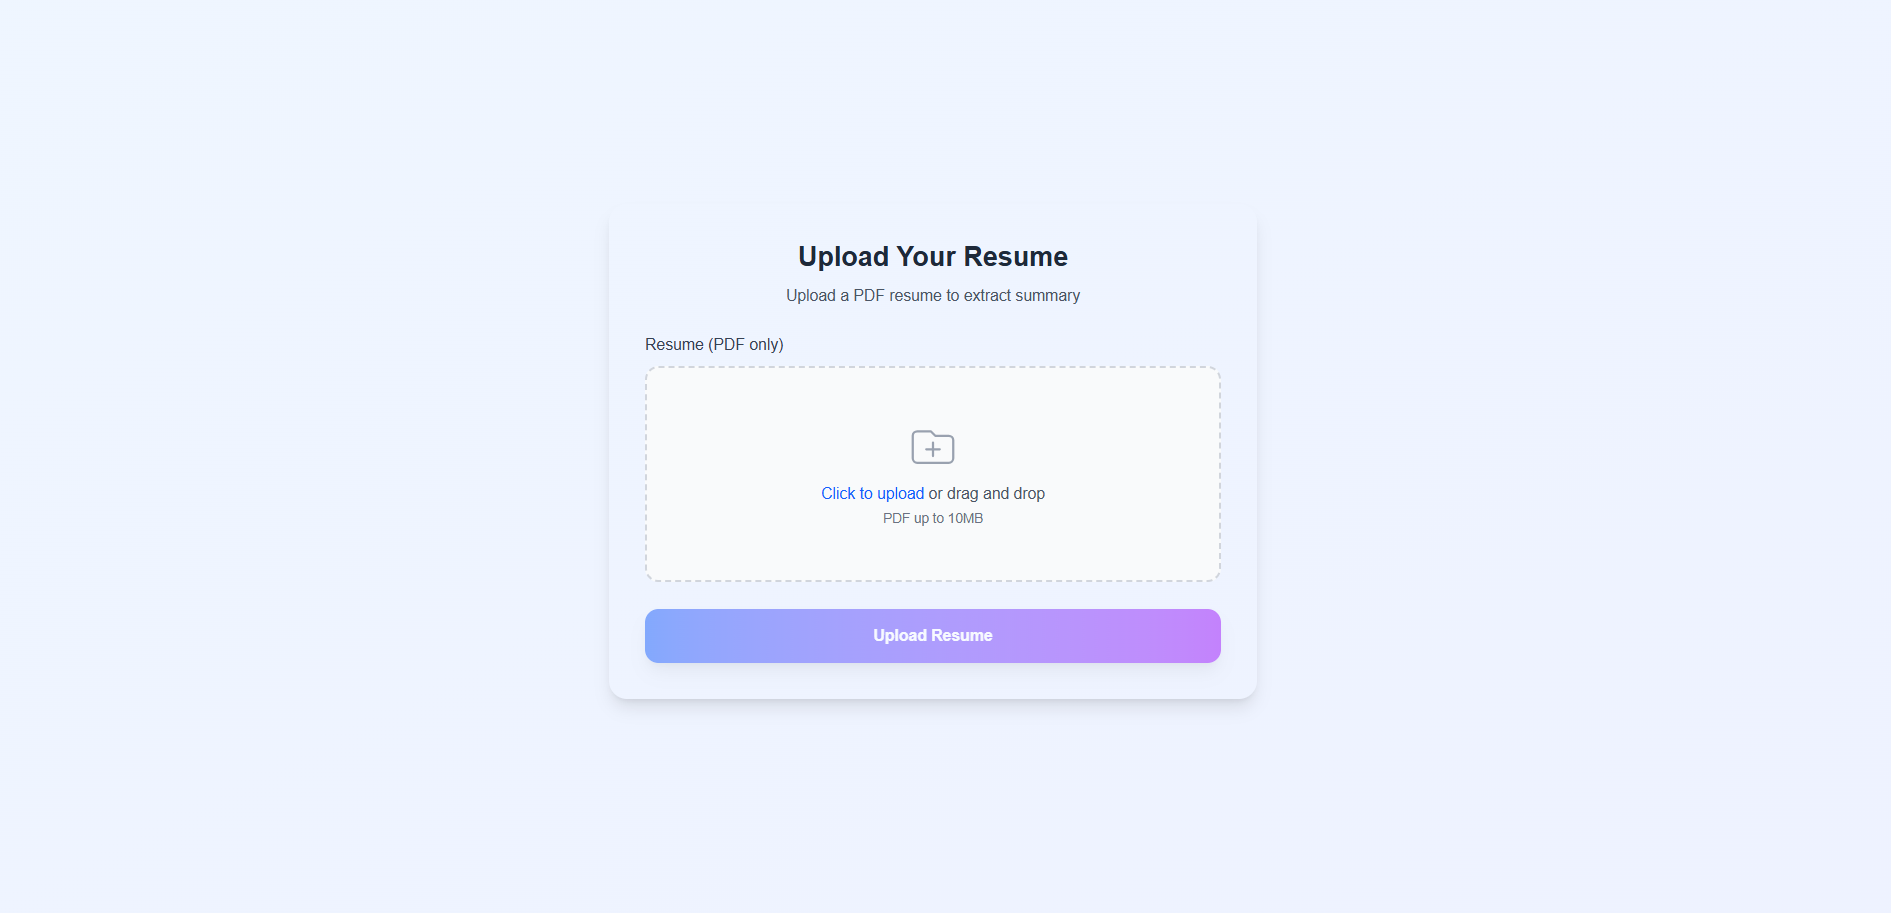 Upload Your Resume
Upload a PDF resume to extract summary
Resume (PDF only)
Click to upload or drag and drop
PDF up to 10MB
Upload Resume